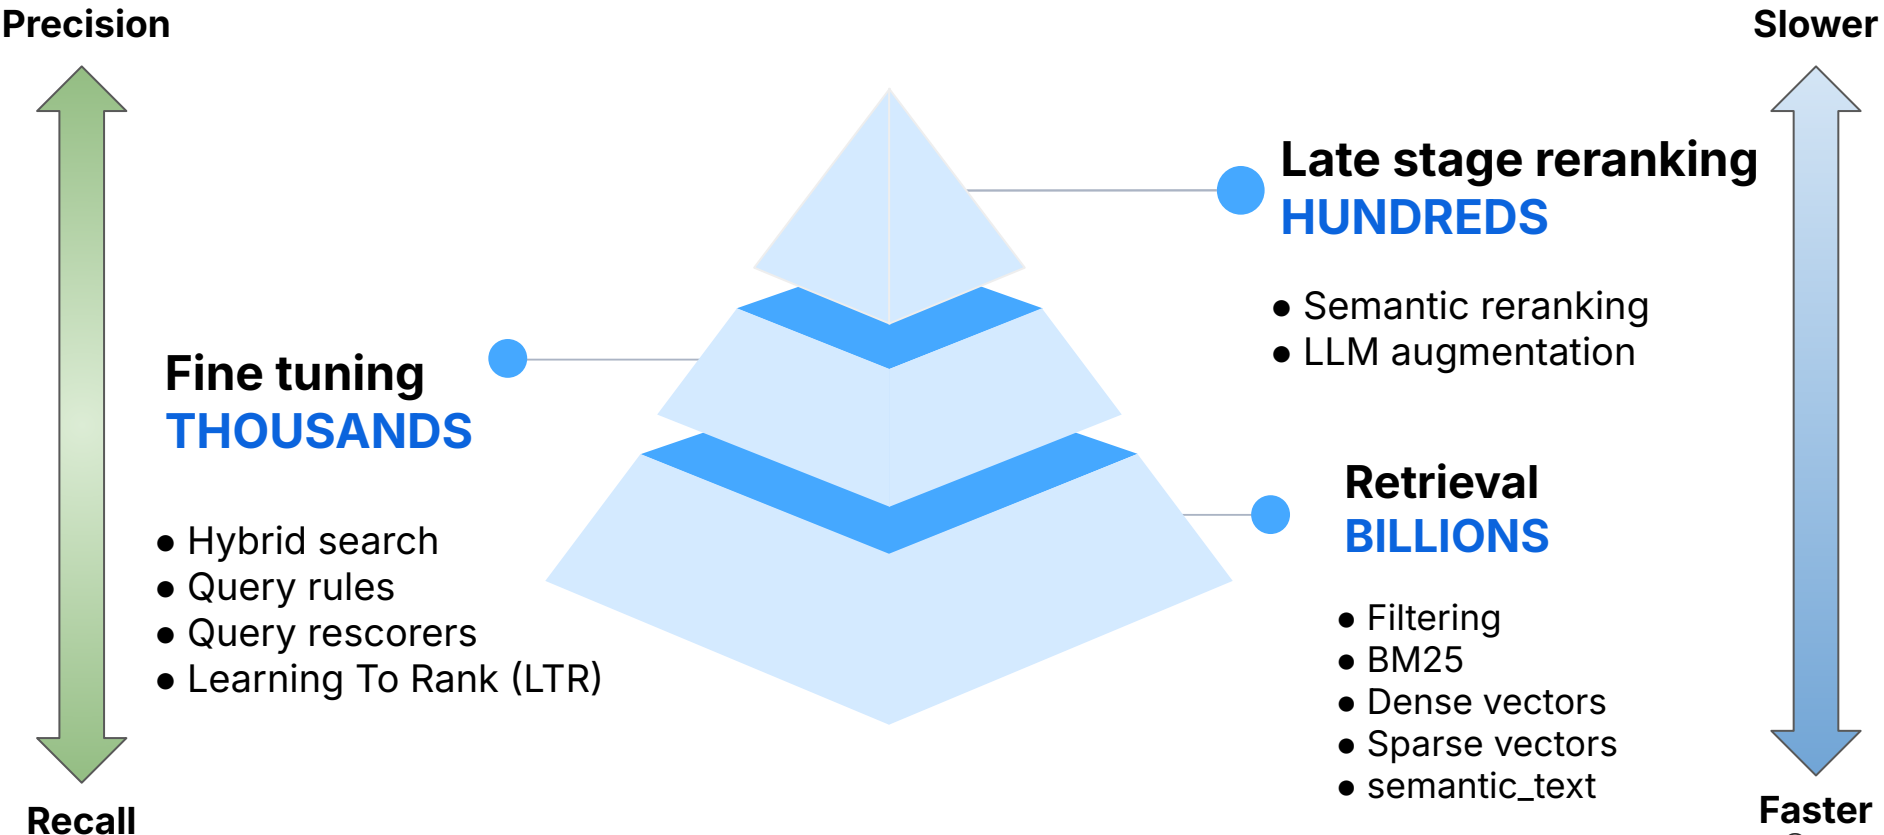 Precision
Slower
Late stage reranking
HUNDREDS
● Semantic reranking
● LLM augmentation
Fine tuning
THOUSANDS
● Hybrid search
● Query rules
● Query rescorers
● Learning To Rank (LTR)
Retrieval
BILLIONS
● Filtering
● BM25
● Dense vectors
● Sparse vectors
● semantic_text
Recall
Faster